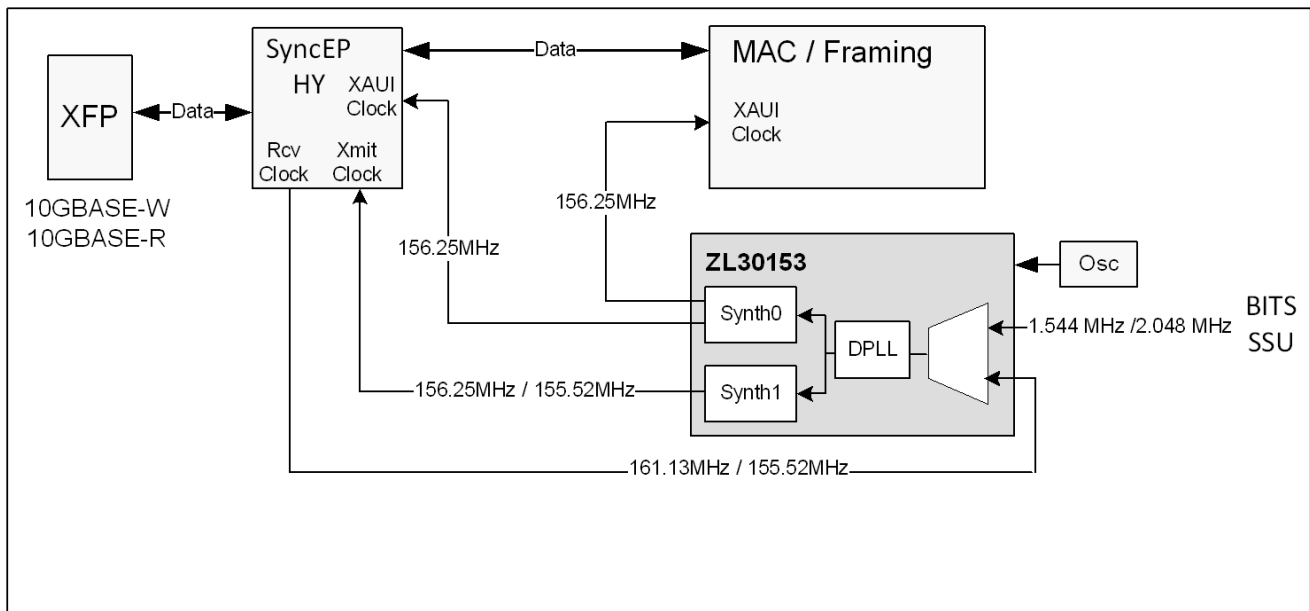 SyncEP
HY
XAUI
Clock
Rcv
Clock
Xmit
Clock
Data
MAC / Framing
XAUI
Clock
XFP
Data
10GBASE-W
10GBASE-R
156.25MHz
156.25MHz
ZL30153
Osc
Synth0
DPLL
1.544 MHz /2.048 MHz
BITS
SSU
156.25MHz / 155.52MHz
Synth1
161.13MHz / 155.52MHz